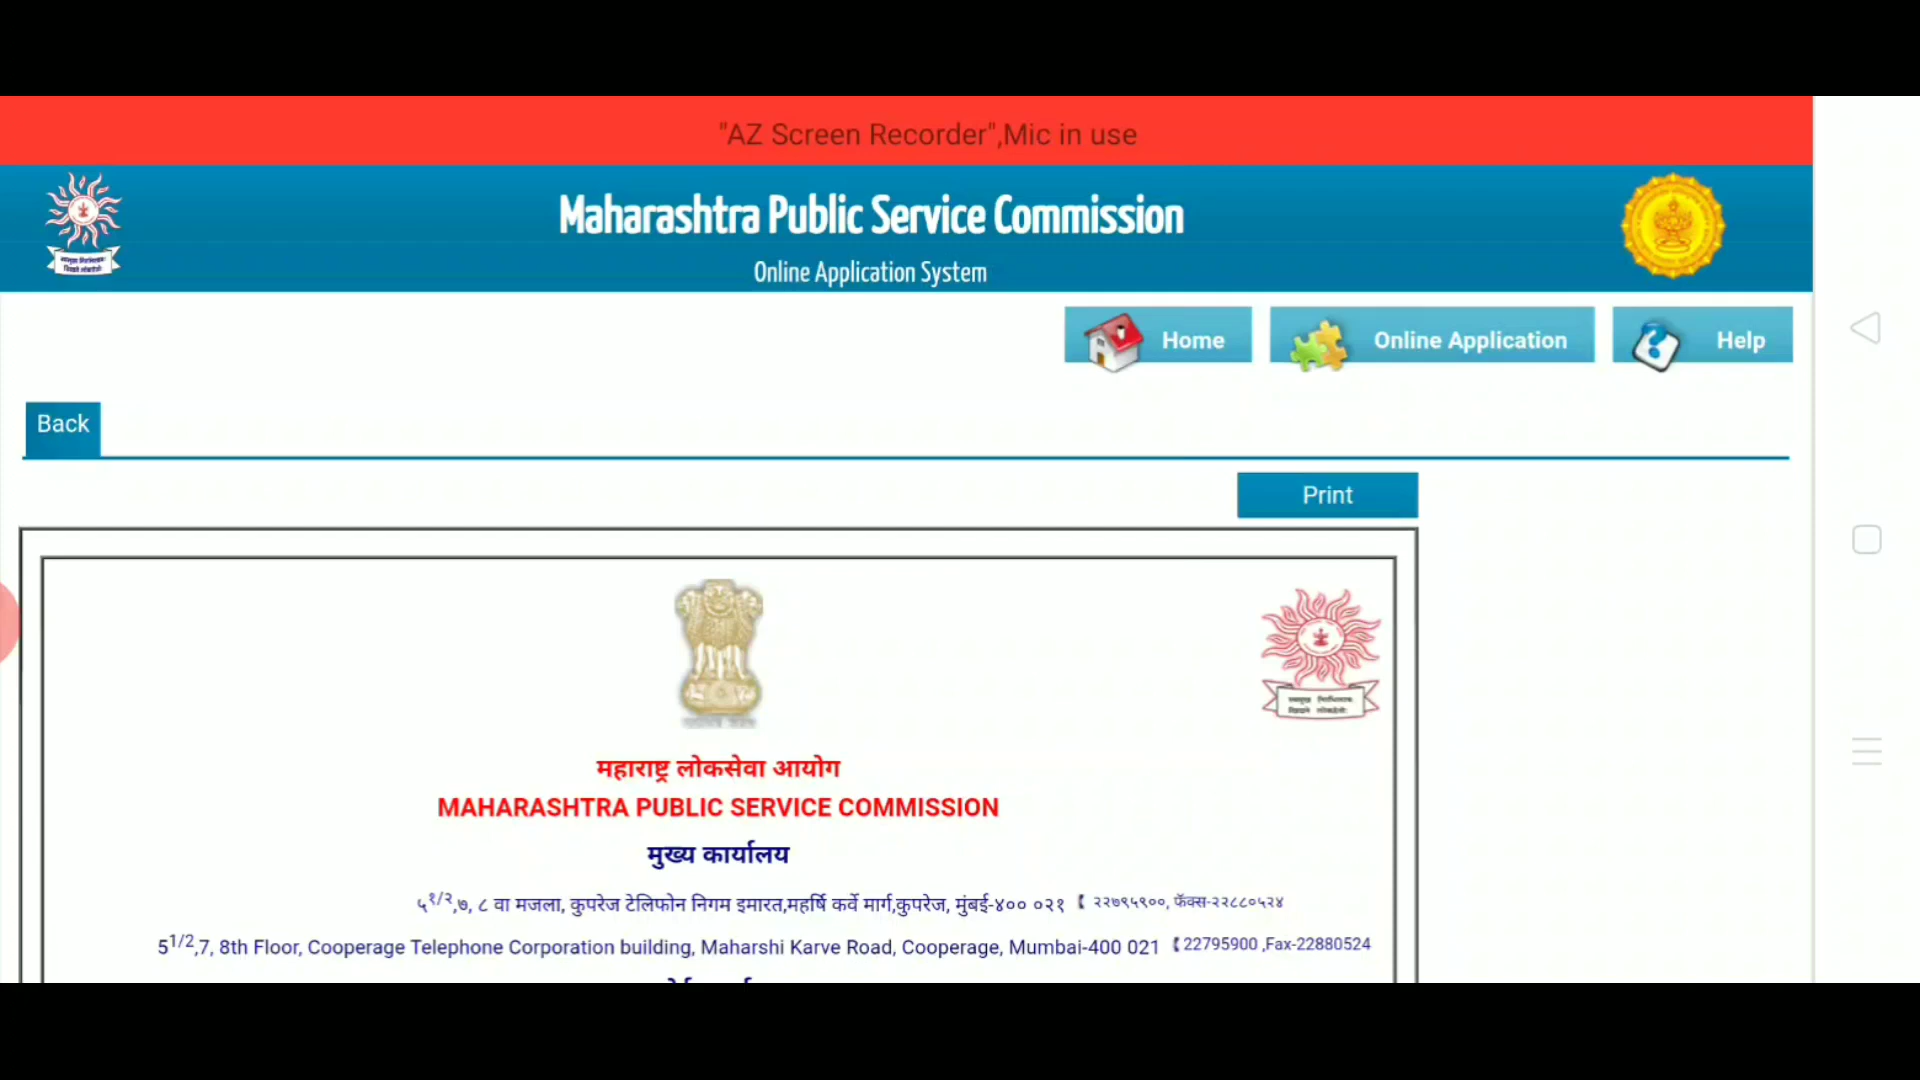 "AZ Screen Recorder",Mic in use
Maharashtra Public Service Commission
Online Application System
Home
Online Application
Help
Back
Print
महाराष्ट्र लोकसेवा आयोग
MAHARASHTRA PUBLIC SERVICE COMMISSION
मुख्य कार्यालय
५१/२,७, ८ वा मजला, कुपरेज टेलिफोन निगम इमारत,महर्षि कर्वे मार्ग,कुपरेज, मुंबई-४०० ०२१ २२७९५९००, फॅक्स-२२८८०५२४
51/2,7, 8th Floor, Cooperage Telephone Corporation building, Maharshi Karve Road, Cooperage, Mumbai-400 021 22795900 ,Fax-22880524